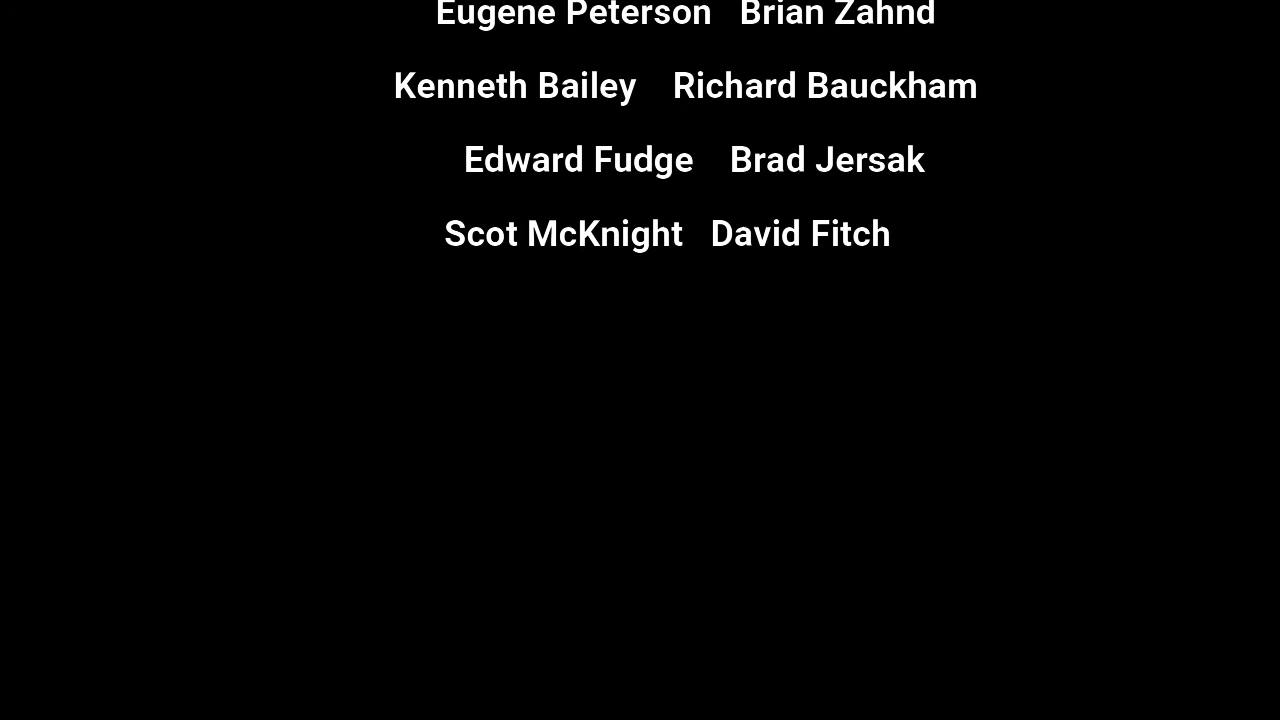 Eugene Peterson Brian Zahnd
Kenneth Bailey Richard Bauckham
Edward Fudge Brad Jersak
Scot McKnight David Fitch